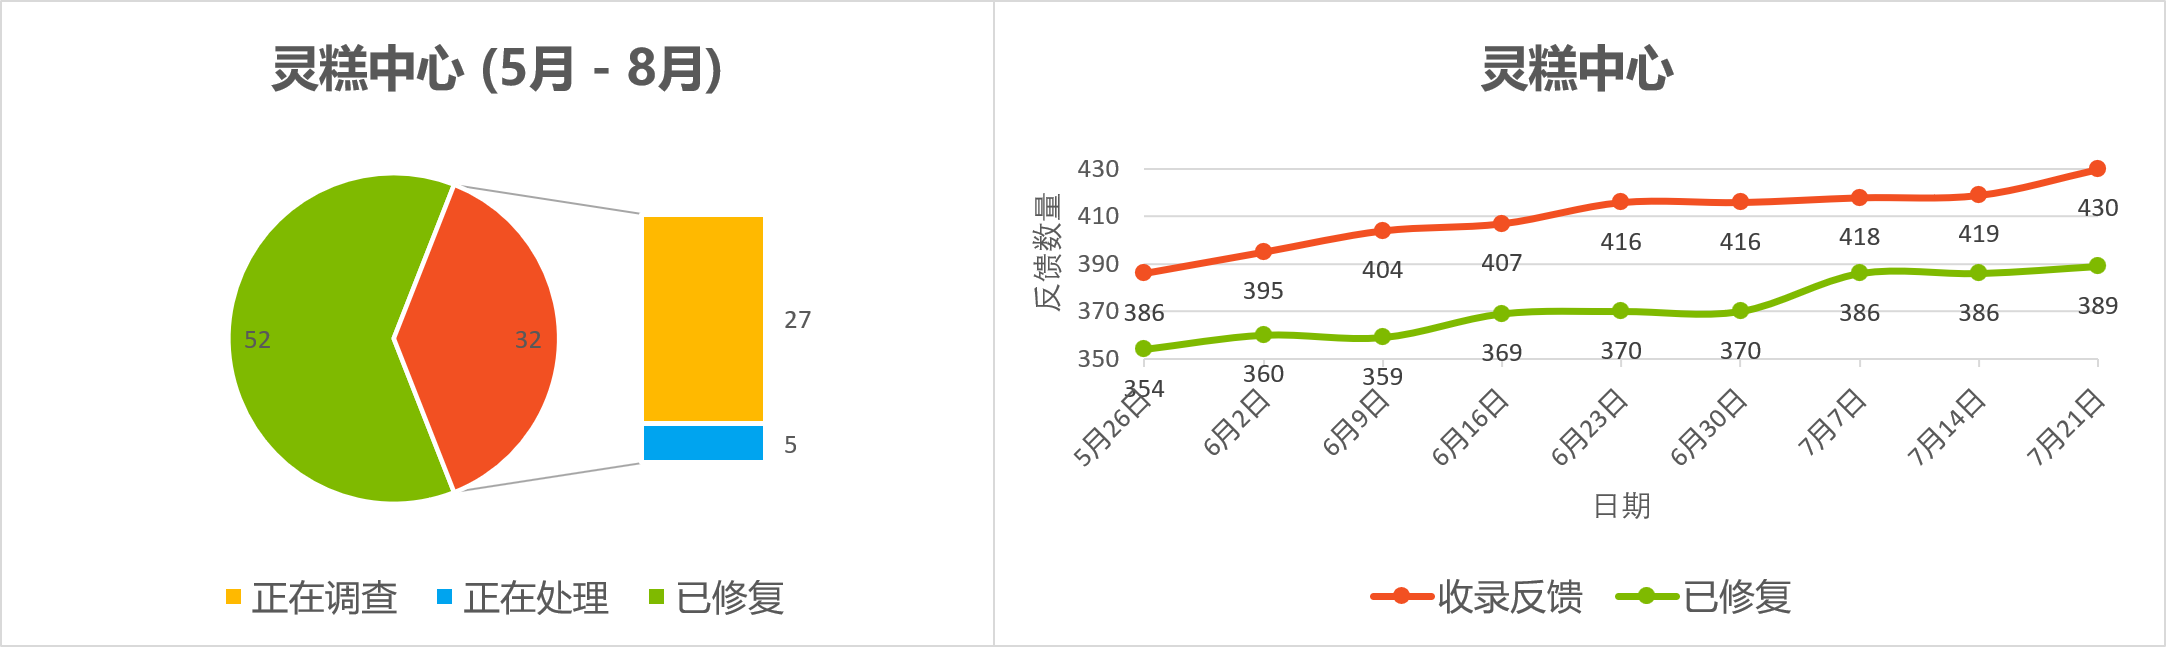 灵糕中心 (5月 - 8月)
52
32
27
5
正在调查
正在处理
已修复
灵糕中心
反馈数量
430
410
390
370
350
386
395
404
407
416
416
418
419
430
354
360
359
369
370
370
386
386
389
5月26日
6月2日
6月9日
6月16日
6月23日
6月30日
7月7日
7月14日
7月21日
日期
收录反馈
已修复